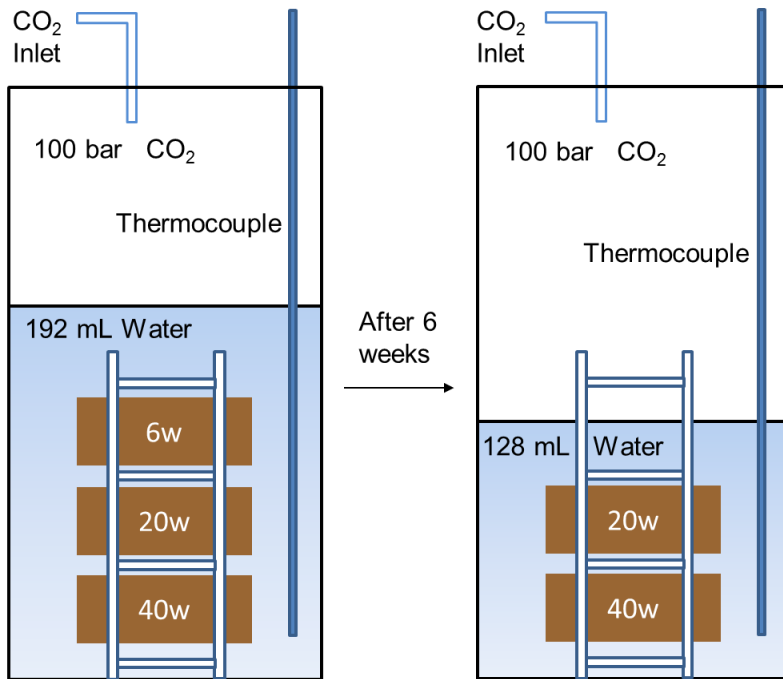 CO₂
Inlet
100 bar CO₂
Thermocouple
192 mL Water
6w
20w
40w
After 6
weeks
CO₂
Inlet
100 bar CO₂
Thermocouple
128 mL Water
20w
40w